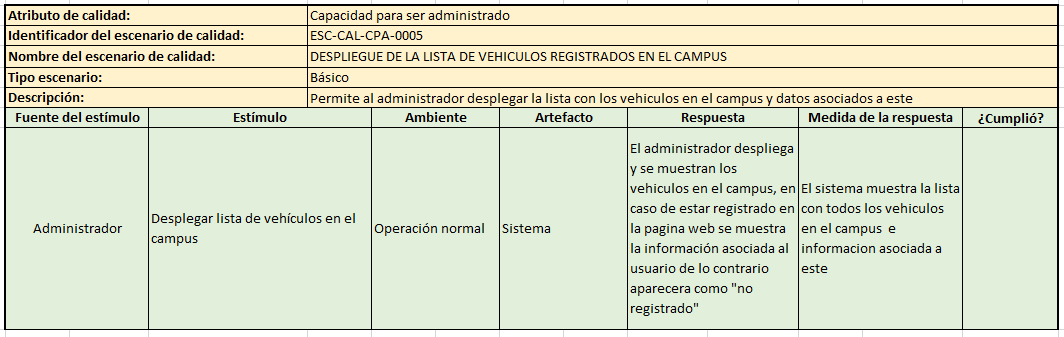 Atributo de calidad: Capacidad para ser administrado
Identificador del escenario de calidad: ESC-CAL-CPA-0005
Nombre del escenario de calidad: DESPLIEGUE DE LA LISTA DE VEHICULOS REGISTRADOS EN EL CAMPUS
Tipo escenario: Básico
Descripción: Permite al administrador desplegar la lista con los vehiculos en el campus y datos asociados a este
Fuente del estímulo Estímulo Ambiente Artefacto Respuesta Medida de la respuesta ¿Cumplió?
Administrador
Desplegar lista de vehículos en el
campus
Operación normal
Sistema
El administrador despliega
y se muestran los
vehiculos en el campus, en
caso de estar registrado en
la pagina web se muestra
la información asociada al
usuario de lo contrario
aparecera como "no
registrado"
El sistema muestra la lista
con todos los vehiculos
en el campus e
informacion asociada a
este